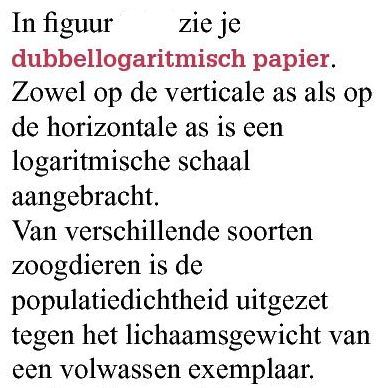 In figuur zie je
dubbellogaritmisch papier.
Zowel op de verticale as als op
de horizontale as is een
logaritmische schaal
aangebracht.
Van verschillende soorten
zoogdieren is de
populatiedichtheid uitgezet
tegen het lichaamsgewicht van
een volwassen exemplaar.